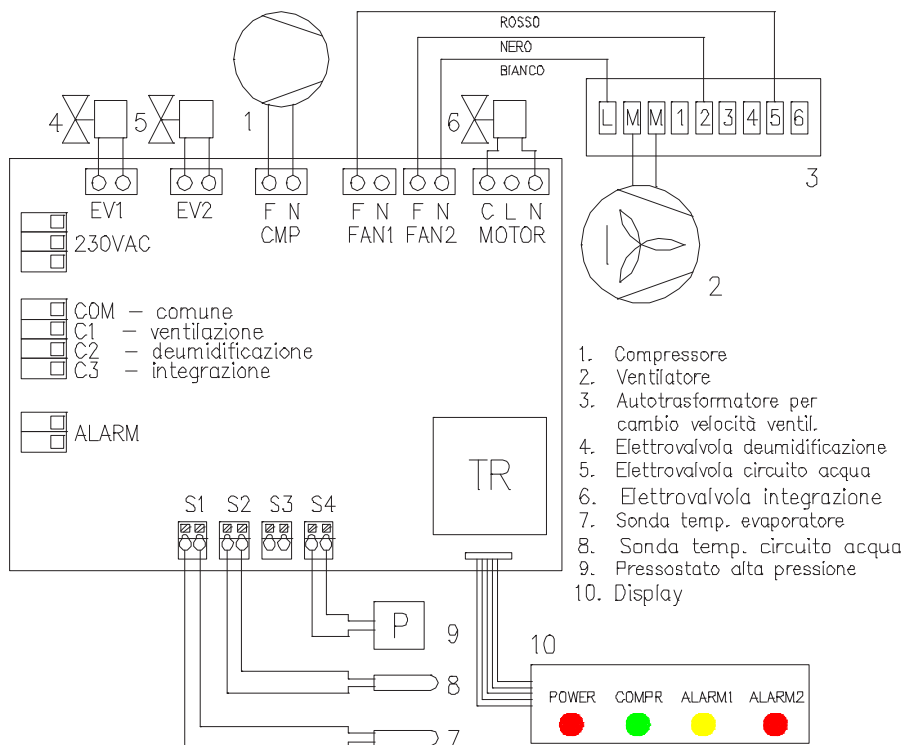 ROSSO
NERO
BIANCO
4
5
1
6
L M M 1 2 3 4 5 6
3
EV1
EV2
F N
CMP
F N
FAN1
F N
FAN2
C L N
MOTOR
2
230VAC
COM – comune
C1 – ventilazione
C2 – deumidificazione
C3 – integrazione
ALARM
TR
S1 S2 S3 S4
1. Compressore
2. Ventilatore
3. Autotrasformatore per
cambio velocità ventil.
4. Elettrovalvola deumidificazione
5. Elettrovalvola circuito acqua
6. Elettrovalvola integrazione
7. Sonda temp. evaporatore
8. Sonda temp. circuito acqua
9. Pressostato alta pressione
10. Display
P
9
8
7
10
POWER COMPR ALARM1 ALARM2